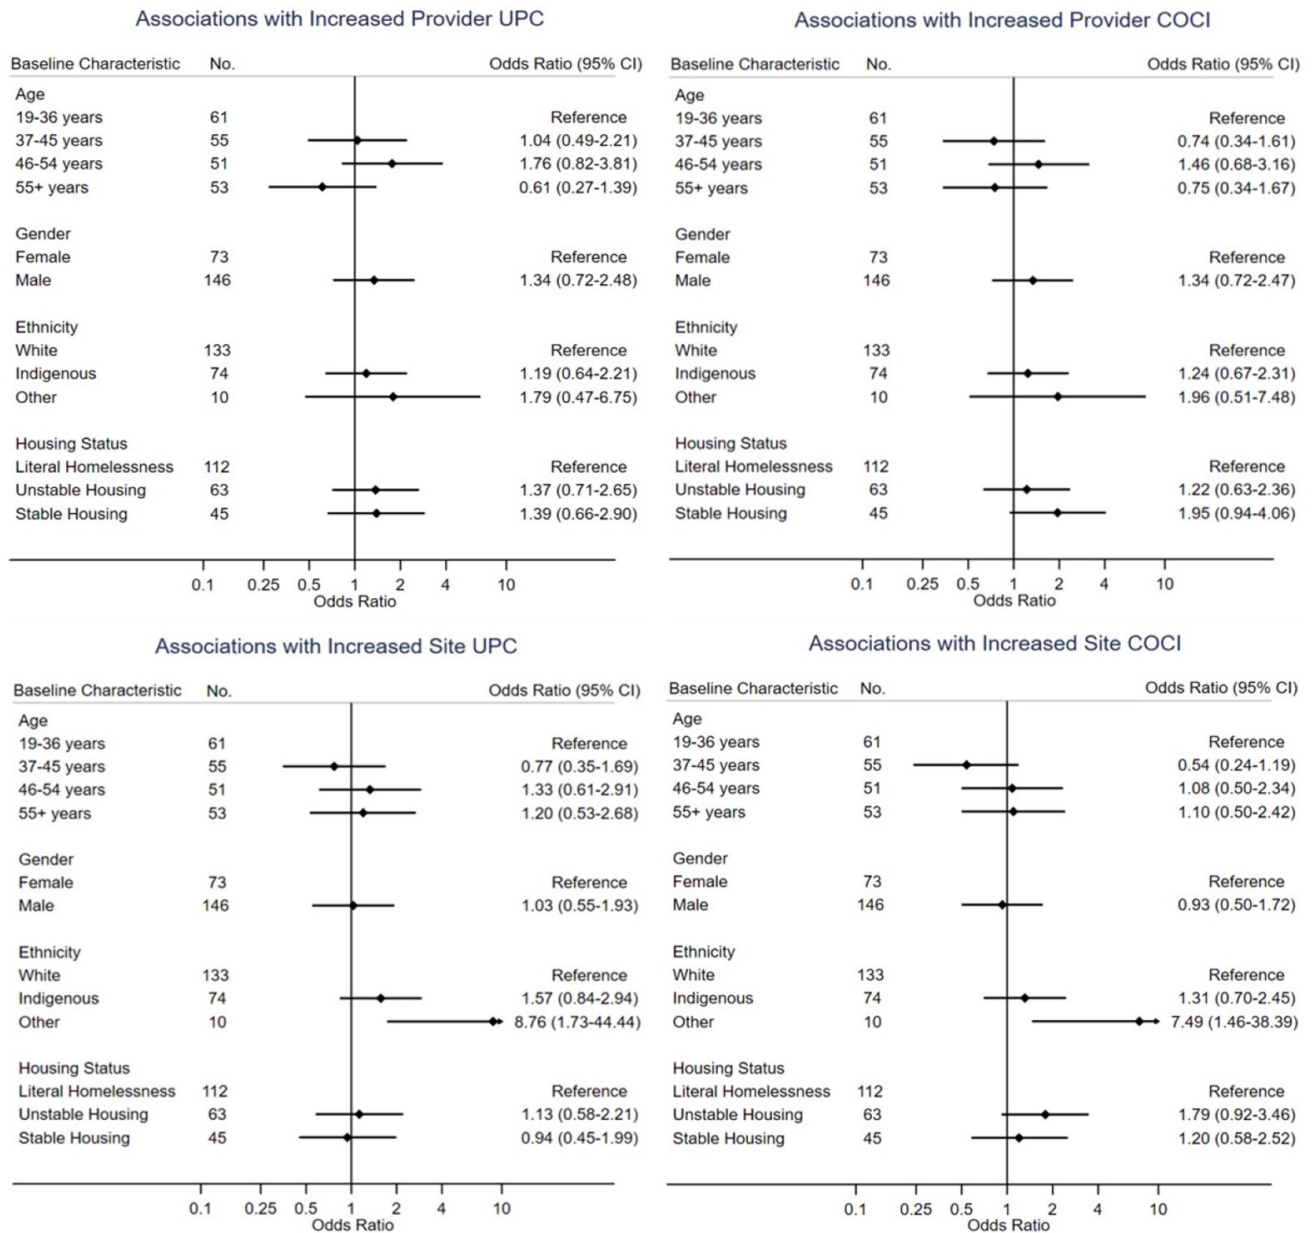 Associations with Increased Provider UPC
Baseline Characteristic No. Odds Ratio (95% CI)
Age
19-36 years 61 Reference
37-45 years 55 1.04 (0.49-2.21)
46-54 years 51 1.76 (0.82-3.81)
55+ years 53 0.61 (0.27-1.39)
Gender
Female 73 Reference
Male 146 1.34 (0.72-2.48)
Ethnicity
White 133 Reference
Indigenous 74 1.19 (0.64-2.21)
Other 10 1.79 (0.47-6.75)
Housing Status
Literal Homelessness 112 Reference
Unstable Housing 63 1.37 (0.71-2.65)
Stable Housing 45 1.39 (0.66-2.90)
0.1 0.25 0.5 1 2 4 10
Odds Ratio
Associations with Increased Provider COCI
Baseline Characteristic No. Odds Ratio (95% CI)
Age
19-36 years 61 Reference
37-45 years 55 0.74 (0.34-1.61)
46-54 years 51 1.46 (0.68-3.16)
55+ years 53 0.75 (0.34-1.67)
Gender
Female 73 Reference
Male 146 1.34 (0.72-2.47)
Ethnicity
White 133 Reference
Indigenous 74 1.24 (0.67-2.31)
Other 10 1.96 (0.51-7.48)
Housing Status
Literal Homelessness 112 Reference
Unstable Housing 63 1.22 (0.63-2.36)
Stable Housing 45 1.95 (0.94-4.06)
0.1 0.25 0.5 1 2 4 10
Odds Ratio
Associations with Increased Site UPC
Baseline Characteristic No. Odds Ratio (95% CI)
Age
19-36 years 61 Reference
37-45 years 55 0.77 (0.35-1.69)
46-54 years 51 1.33 (0.61-2.91)
55+ years 53 1.20 (0.53-2.68)
Gender
Female 73 Reference
Male 146 1.03 (0.55-1.93)
Ethnicity
White 133 Reference
Indigenous 74 1.57 (0.84-2.94)
Other 10 8.76 (1.73-44.44)
Housing Status
Literal Homelessness 112 Reference
Unstable Housing 63 1.13 (0.58-2.21)
Stable Housing 45 0.94 (0.45-1.99)
0.1 0.25 0.5 1 2 4 10
Odds Ratio
Associations with Increased Site COCI
Baseline Characteristic No. Odds Ratio (95% CI)
Age
19-36 years 61 Reference
37-45 years 55 0.54 (0.24-1.19)
46-54 years 51 1.08 (0.50-2.34)
55+ years 53 1.10 (0.50-2.42)
Gender
Female 73 Reference
Male 146 0.93 (0.50-1.72)
Ethnicity
White 133 Reference
Indigenous 74 1.31 (0.70-2.45)
Other 10 7.49 (1.46-38.39)
Housing Status
Literal Homelessness 112 Reference
Unstable Housing 63 1.79 (0.92-3.46)
Stable Housing 45 1.20 (0.58-2.52)
0.1 0.25 0.5 1 2 4 10
Odds Ratio